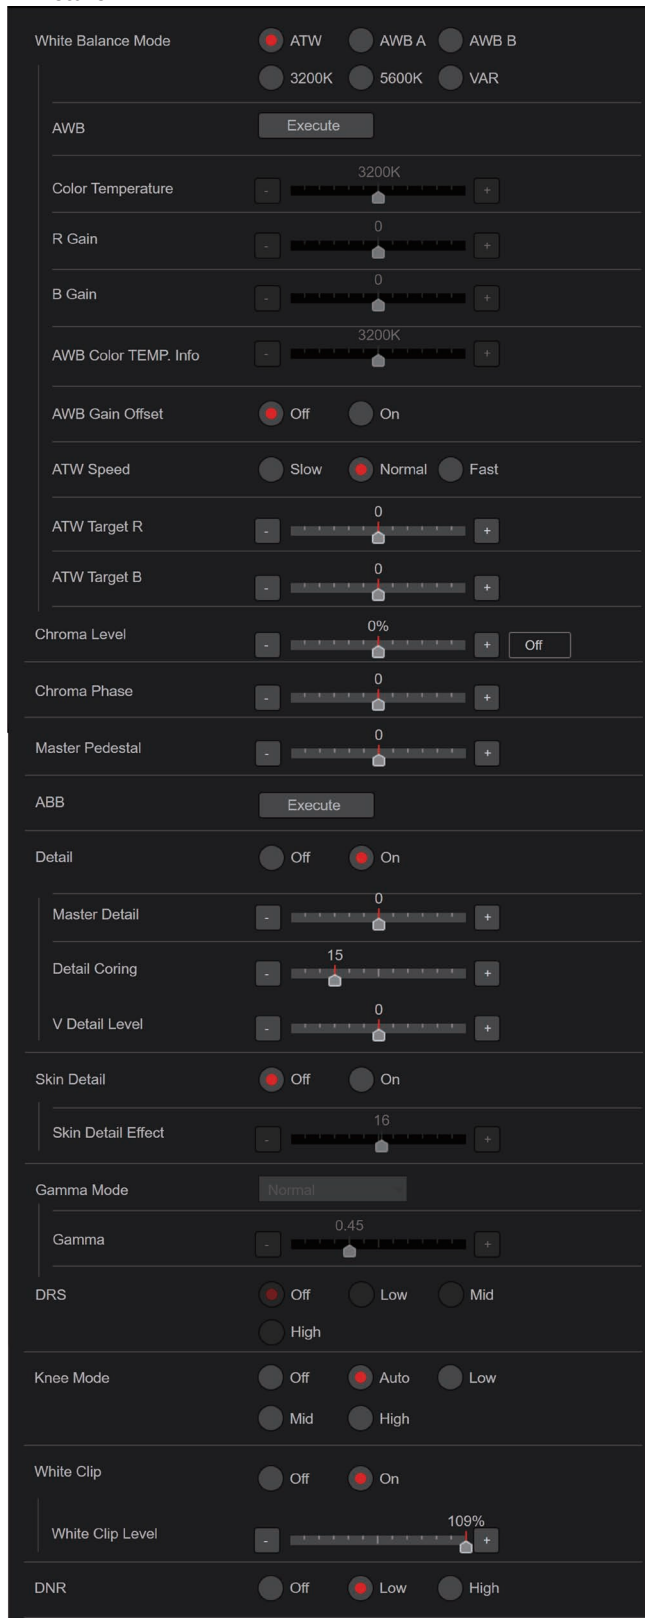 White Balance Mode ATW AWB A AWB B
3200K 5600K VAR
AWB Execute
3200K
Color Temperature - +
0
R Gain - +
0
B Gain - +
3200K
AWB Color TEMP. Info - +
AWB Gain Offset Off On
ATW Speed Slow Normal Fast
0
ATW Target R - +
0
ATW Target B - +
0%
Chroma Level - + Off
0
Chroma Phase - +
0
Master Pedestal - +
ABB Execute
Detail Off On
0
Master Detail - +
15
Detail Coring - +
0
V Detail Level - +
Skin Detail Off On
16
Skin Detail Effect - +
Gamma Mode Normal
0.45
Gamma - +
DRS Off Low Mid
High
Knee Mode Off Auto Low
Mid High
White Clip Off On
109%
White Clip Level - +
DNR Off Low High